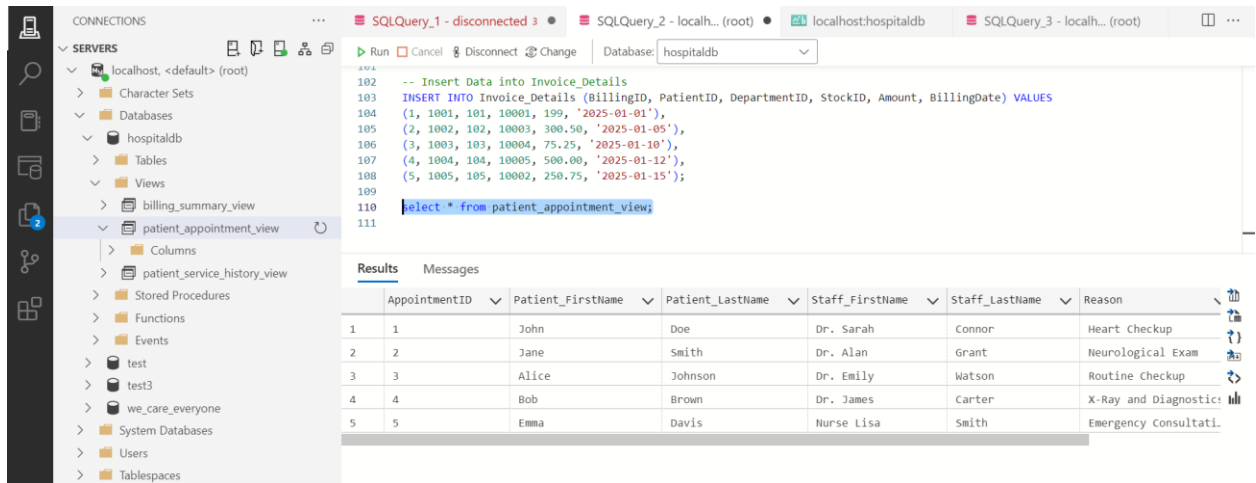 CONNECTIONS
SERVERS
localhost, <default> (root)
Character Sets
Databases
hospitaldb
Tables
Views
billing_summary_view
patient_appointment_view
Columns
patient_service_history_view
Stored Procedures
Functions
Events
test
test3
we_care_everyone
System Databases
Users
Tablespaces
2
SQLQuery_1 - disconnected 3
SQLQuery_2 - localh... (root)
localhost:hospitaldb
SQLQuery_3 - localh... (root)
Run Cancel Disconnect Change Database: hospitaldb
101
102 -- Insert Data into Invoice_Details
103 INSERT INTO Invoice_Details (BillingID, PatientID, DepartmentID, StockID, Amount, BillingDate) VALUES
104 (1, 1001, 101, 10001, 199, '2025-01-01'),
105 (2, 1002, 102, 10003, 300.50, '2025-01-05'),
106 (3, 1003, 103, 10004, 75.25, '2025-01-10'),
107 (4, 1004, 104, 10005, 500.00, '2025-01-12'),
108 (5, 1005, 105, 10002, 250.75, '2025-01-15');
109
110 select * from patient_appointment_view;
111
Results Messages
AppointmentID Patient_FirstName Patient_LastName Staff_FirstName Staff_LastName Reason
1 1 John Doe Dr. Sarah Connor Heart Checkup
2 2 Jane Smith Dr. Alan Grant Neurological Exam
3 3 Alice Johnson Dr. Emily Watson Routine Checkup
4 4 Bob Brown Dr. James Carter X-Ray and Diagnostics
5 5 Emma Davis Nurse Lisa Smith Emergency Consultati…